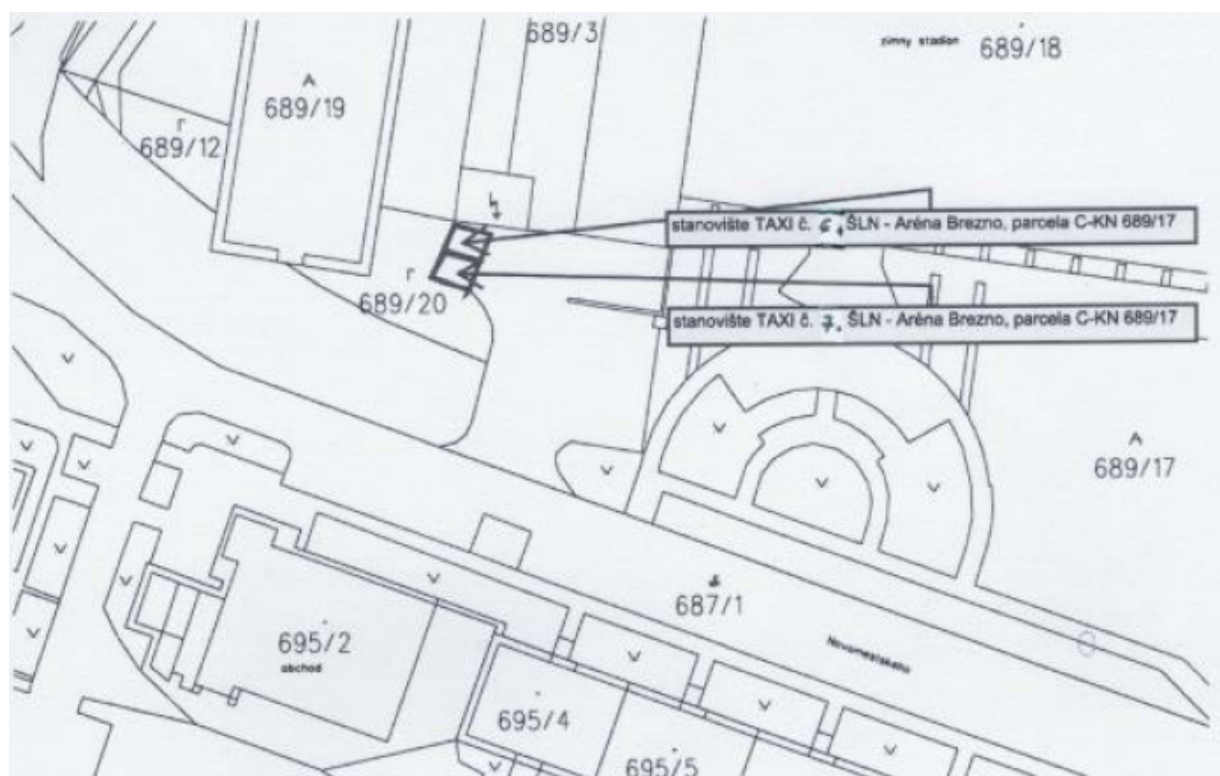 689/3
zimny stadion 689/18
689/19
689/12
stanovište TAXI č. 6, ŠLN - Aréna Brezno, parcela C-KN 689/17
689/20
stanovište TAXI č. 7. ŠLN - Aréna Brezno, parcela C-KN 689/17
689/17
687/1
695/2
obchod
Novomeského
695/4
695/5